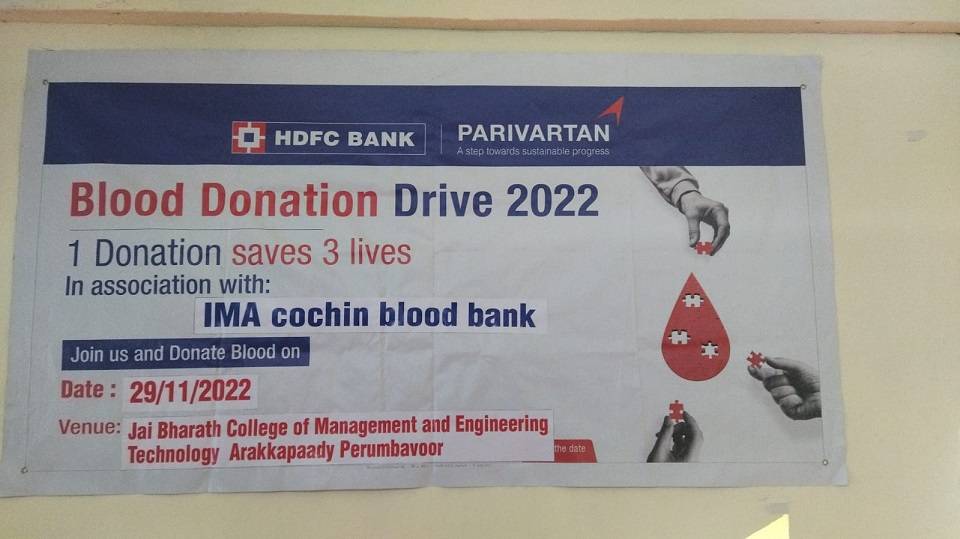 HDFC BANK
PARIVARTAN
A step towards sustainable progress
Blood Donation Drive 2022
1 Donation saves 3 lives
In association with:
IMA cochin blood bank
Join us and Donate Blood on
Date : 29/11/2022
Venue: Jai Bharath College of Management and Engineering
Technology Arakkapaady Perumbavoor
the date